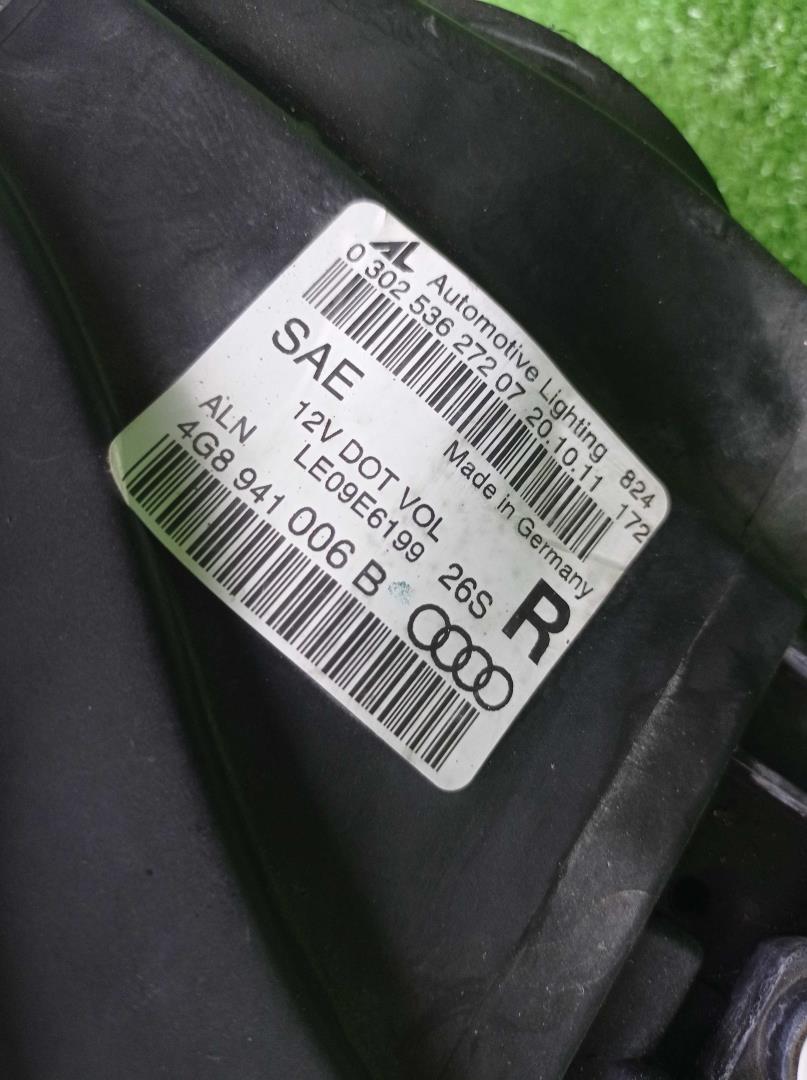 AL Automotive Lighting 824
0 302 536 272 07 20.10.11 172
Made in Germany
SAE
12V DOT VOL
LE09E6199 26S R
ALN
4G8 941 006 B